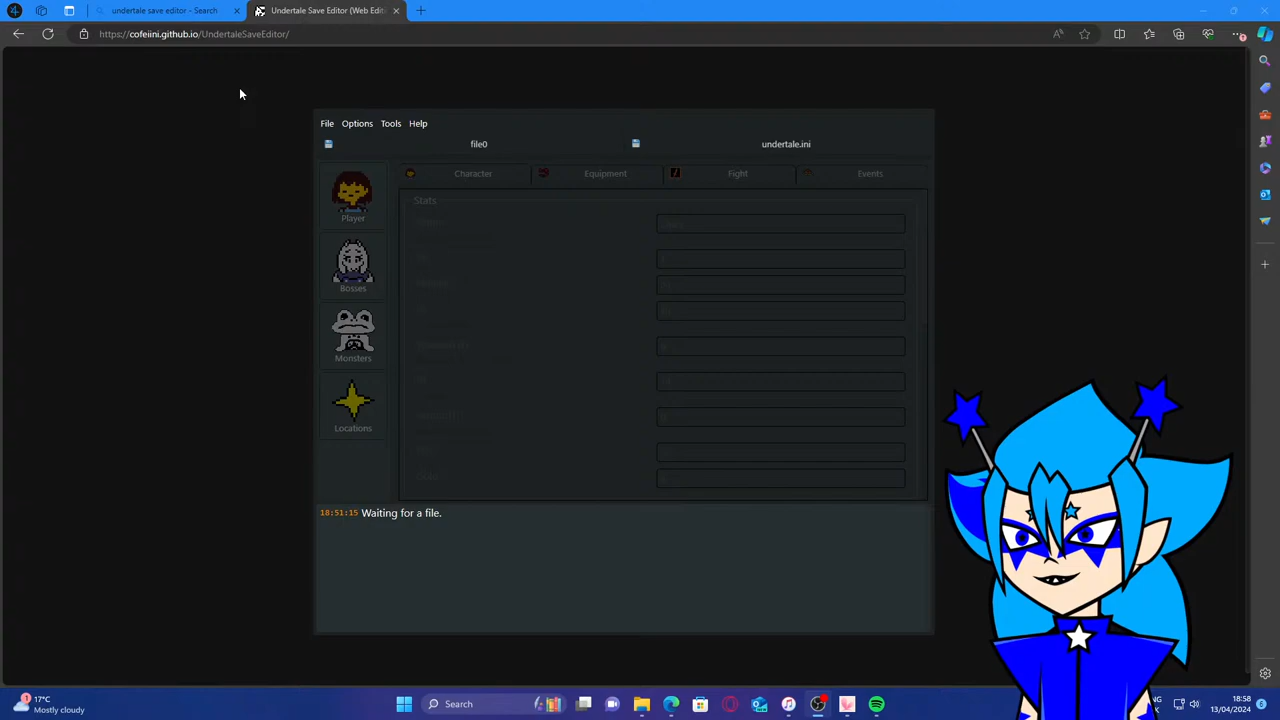 undertale save editor - Search
Undertale Save Editor (Web Edit
https://cofeiini.github.io/UndertaleSaveEditor/
File Options Tools Help
file0 undertale.ini
Character Equipment Fight Events
Player
Bosses
Monsters
Locations
Stats
18:51:15 Waiting for a file.
17°C
Mostly cloudy
Search
18:58
13/04/2024